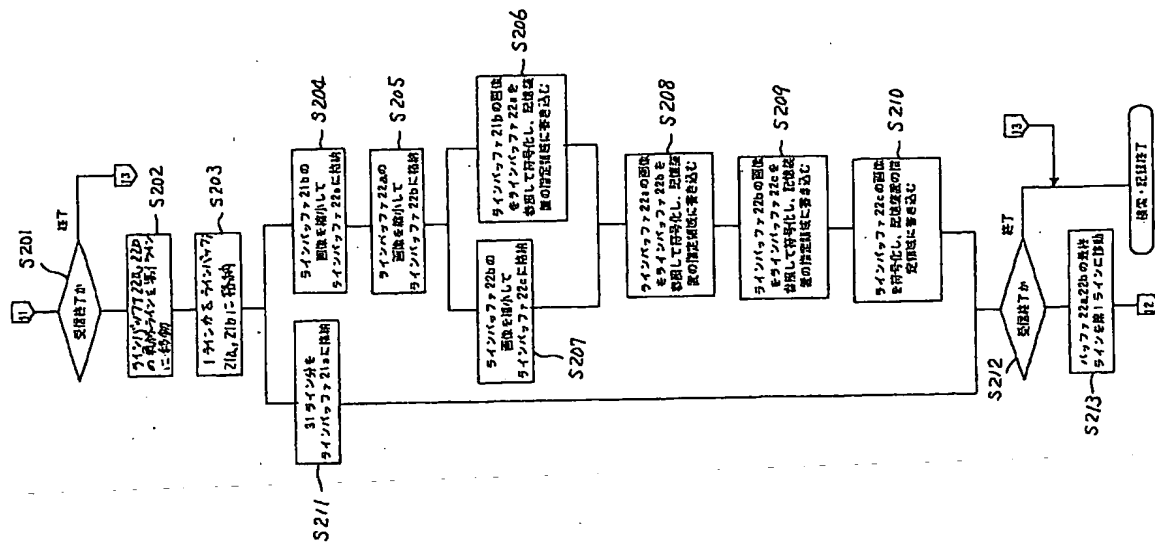 J1
S201
受信終了か
終了
J3
S202
ラインバッファ22a,22b
の
ラインを第1ライン
に移動
S203
1ライン分をラインバッファ
21a,21bに格納
S204
ラインバッファ21bの
画像を縮小して
ラインバッファ22aに格納
S205
ラインバッファ22aの
画像を縮小して
ラインバッファ22bに格納
S206
ラインバッファ21bの画像
をラインバッファ22aを
参照して符号化し、記憶装
置の指定領域に書き込む
S207
ラインバッファ22bの
画像を縮小して
ラインバッファ22cに格納
S208
ラインバッファ22aの画像
をラインバッファ22bを
参照して符号化し、記憶装
置の指定領域に書き込む
S209
ラインバッファ22bの画像
をラインバッファ22cを
参照して符号化し、記憶装
置の指定領域に書き込む
S210
ラインバッファ22cの画像
を符号化し、記憶装置の指
定領域に書き込む
S211
31ライン分を
ラインバッファ21aに格納
S212
受信終了か
終了
J3
S213
バッファ22a,22bの最終
ラインを第1ラインに移動
J2
検索・記録終了